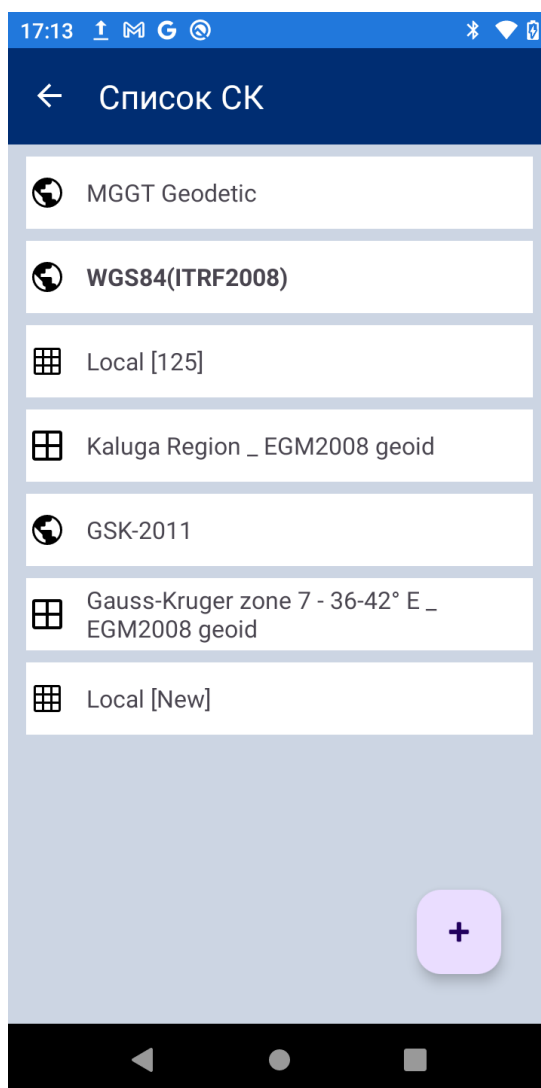 17:13
Список СК
MGGT Geodetic
WGS84(ITRF2008)
Local [125]
Kaluga Region _ EGM2008 geoid
GSK-2011
Gauss-Kruger zone 7 - 36-42° E _
EGM2008 geoid
Local [New]